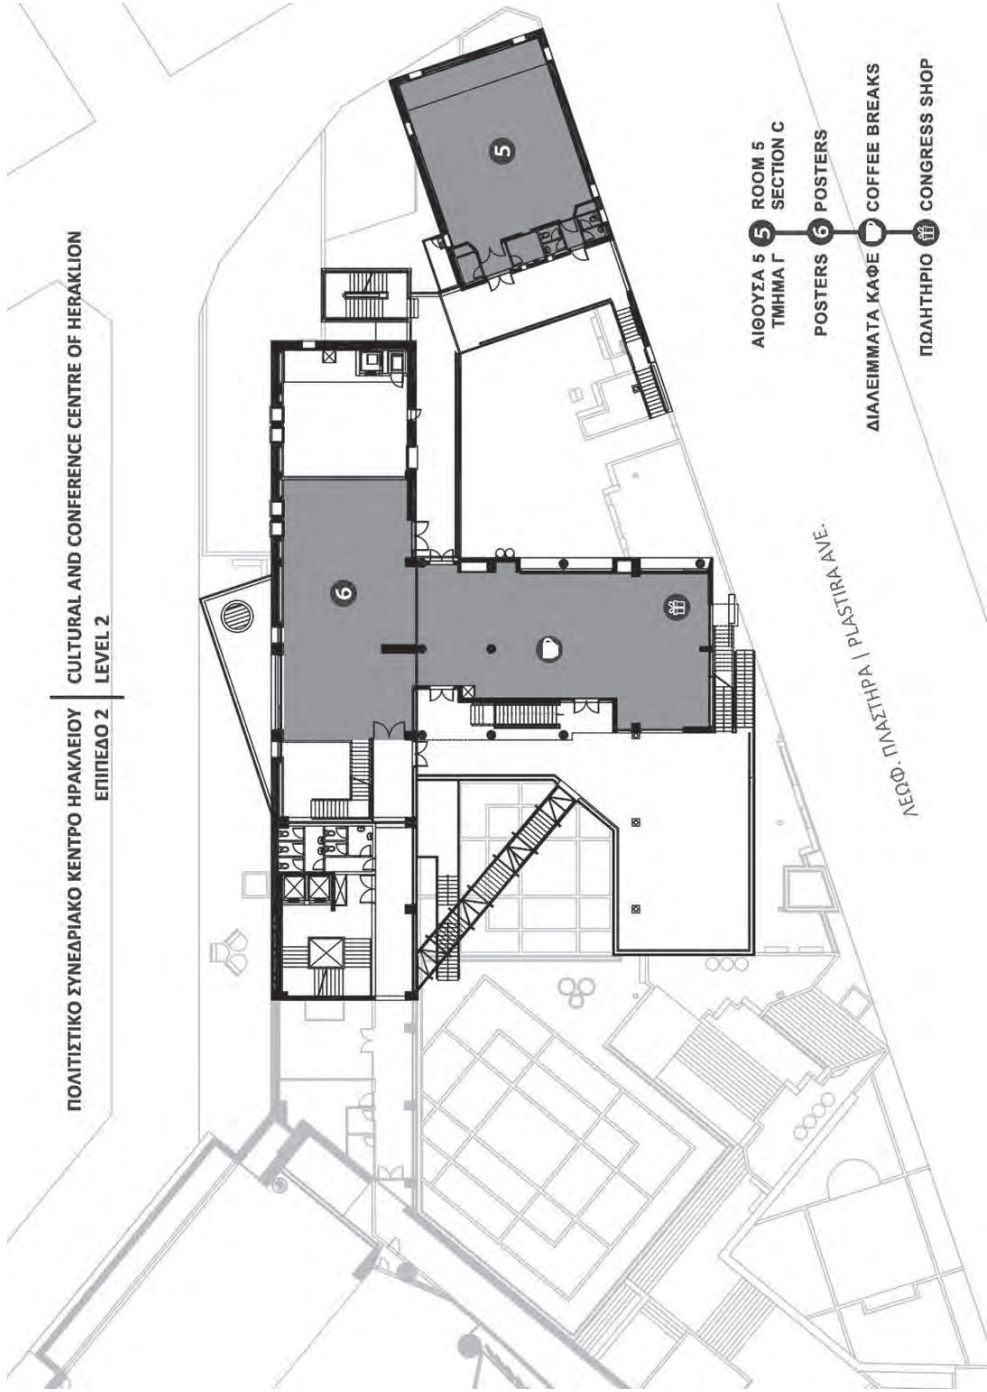 ΠΟΛΙΤΙΣΤΙΚΟ ΣΥΝΕΔΡΙΑΚΟ ΚΕΝΤΡΟ ΗΡΑΚΛΕΙΟΥ
ΕΠΙΠΕΔΟ 2
CULTURAL AND CONFERENCE CENTRE OF HERAKLION
LEVEL 2
6
5
ΛΕΩΦ. ΠΛΑΣΤΗΡΑ | PLASTIRA AVE.
ΑΙΘΟΥΣΑ 5 5 ROOM 5
ΤΜΗΜΑ Γ SECTION C
POSTERS 6 POSTERS
ΔΙΑΛΕΙΜΜΑΤΑ ΚΑΦΕ COFFEE BREAKS
ΠΩΛΗΤΗΡΙΟ CONGRESS SHOP